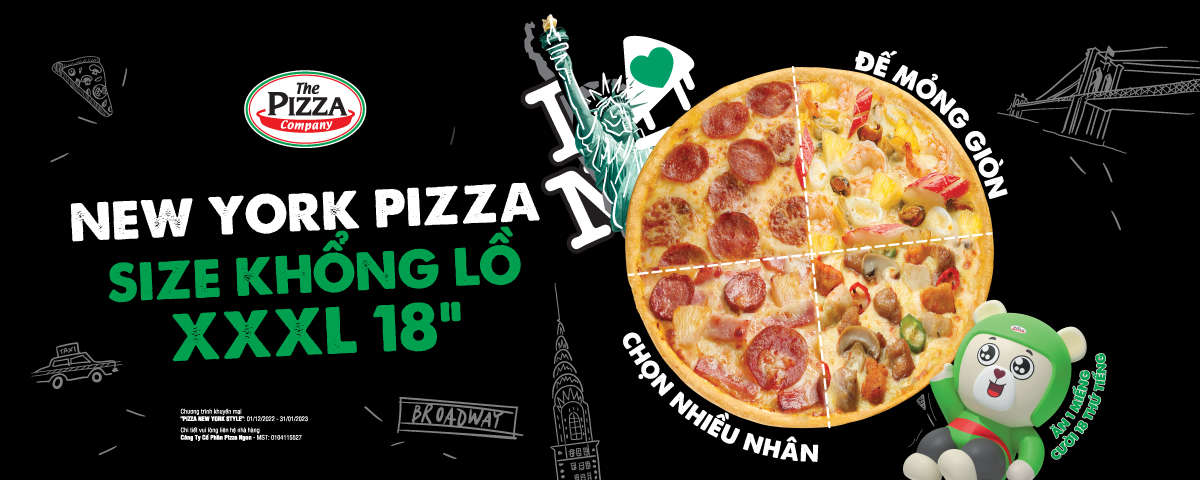 The
PIZZA
Company
NEW YORK PIZZA
SIZE KHỔNG LỒ
XXXL 18"
Chương trình khuyến mại
"PIZZA NEW YORK STYLE" 01/12/2022 - 31/01/2023
Chi tiết vui lòng liên hệ nhà hàng
Công Ty Cổ Phần Pizza Ngon - MST: 0104115527
TAXI
BROADWAY
I
N
ĐẾ MỎNG GIÒN
CHỌN NHIỀU NHÂN
ĂN 1 MIẾNG
CƯỜI 18 THỨ TIẾNG